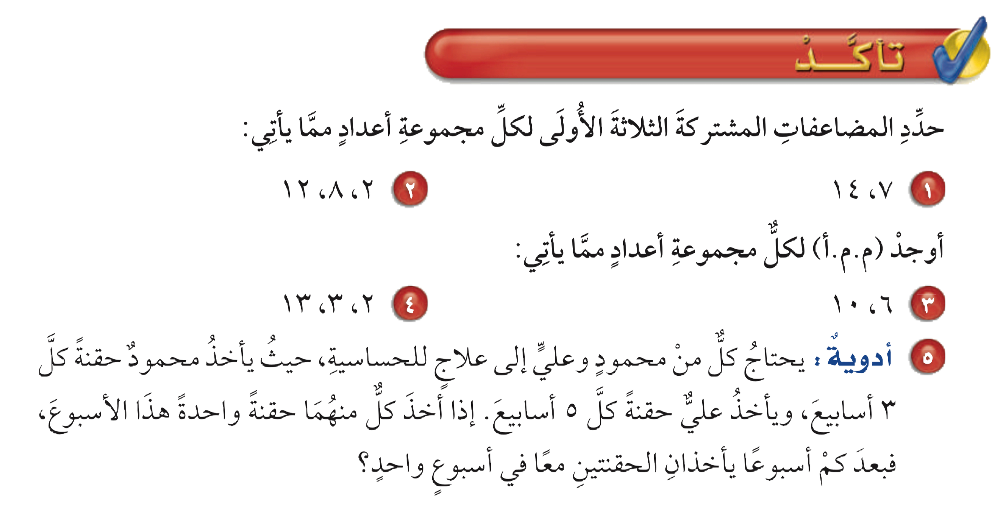 تأكَّـــدْ
حدِّدِ المضاعفاتِ المشتركةَ الثلاثةَ الأُولَى لكلِّ مجموعةِ أعدادٍ ممَّا يأتِي:
١ ٧، ١٤ ٢ ٢، ٨، ١٢
أوجدْ (م.م.أ) لكلٌّ مجموعةِ أعدادٍ ممَّا يأتِي:
٣ ٦، ١٠ ٤ ٢، ٣، ١٣
٥ أدويةٌ: يحتاجُ كلٌّ منْ محمودٍ وعليٍّ إلى علاجٍ للحساسيةِ، حيثُ يأخذُ محمودٌ حقنةً كلَّ
٣ أسابيعَ، ويأخذُ عليٌّ حقنةً كلَّ ٥ أسابيعَ. إذا أخذَ كلٌّ منهُمَا حقنةً واحدةً هذَا الأسبوعَ،
فبعدَ كمْ أسبوعًا يأخذانِ الحقنتينِ معًا في أسبوعٍ واحدٍ؟